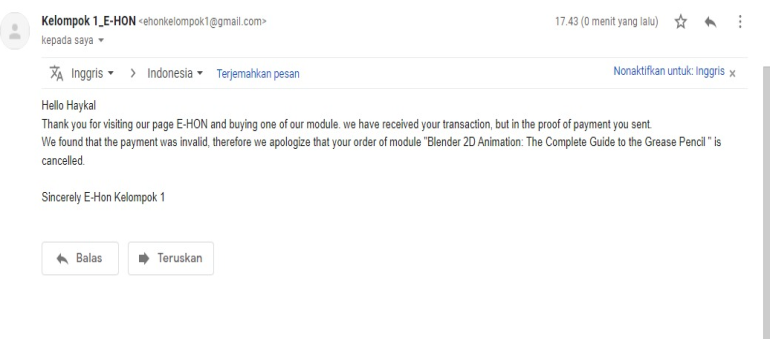 Kelompok 1_E-HON <ehonkelompok1@gmail.com>
17.43 (0 menit yang lalu)
kepada saya
Inggris > Indonesia Terjemahkan pesan
Nonaktifkan untuk: Inggris x
Hello Haykal
Thank you for visiting our page E-HON and buying one of our module. we have received your transaction, but in the proof of payment you sent.
We found that the payment was invalid, therefore we apologize that your order of module "Blender 2D Animation: The Complete Guide to the Grease Pencil " is
cancelled.
Sincerely E-Hon Kelompok 1
Balas
Teruskan